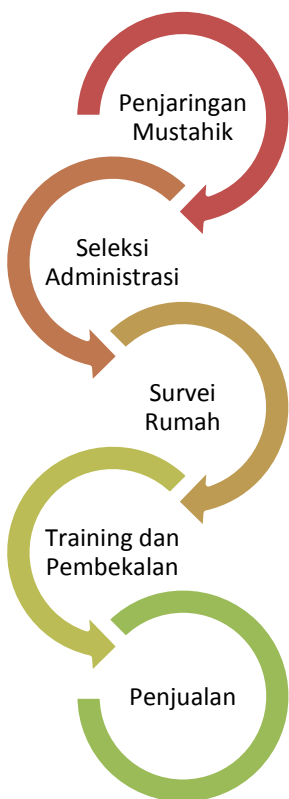 Penjaringan
Mustahik
Seleksi
Administrasi
Survei
Rumah
Training dan
Pembekalan
Penjualan